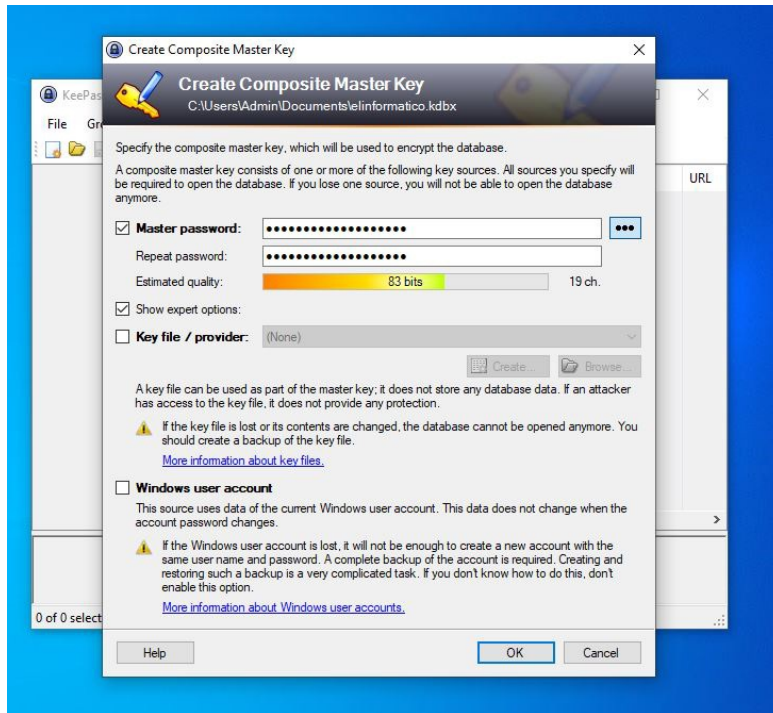 Create Composite Master Key
Create Composite Master Key
C:\Users\Admin\Documents\elinformatico.kdbx
File
URL
Specify the composite master key, which will be used to encrypt the database.
A composite master key consists of one or more of the following key sources. All sources you specify will
be required to open the database. If you lose one source, you will not be able to open the database
anymore.
Master password:
Repeat password:
Estimated quality: 83 bits 19 ch.
Show expert options:
Key file / provider: (None)
Create... Browse...
A key file can be used as part of the master key; it does not store any database data. If an attacker
has access to the key file, it does not provide any protection.
If the key file is lost or its contents are changed, the database cannot be opened anymore. You
should create a backup of the key file.
More information about key files.
Windows user account
This source uses data of the current Windows user account. This data does not change when the
account password changes.
If the Windows user account is lost, it will not be enough to create a new account with the
same user name and password. A complete backup of the account is required. Creating and
restoring such a backup is a very complicated task. If you don't know how to do this, don't
enable this option.
More information about Windows user accounts.
0 of 0 select
Help OK Cancel